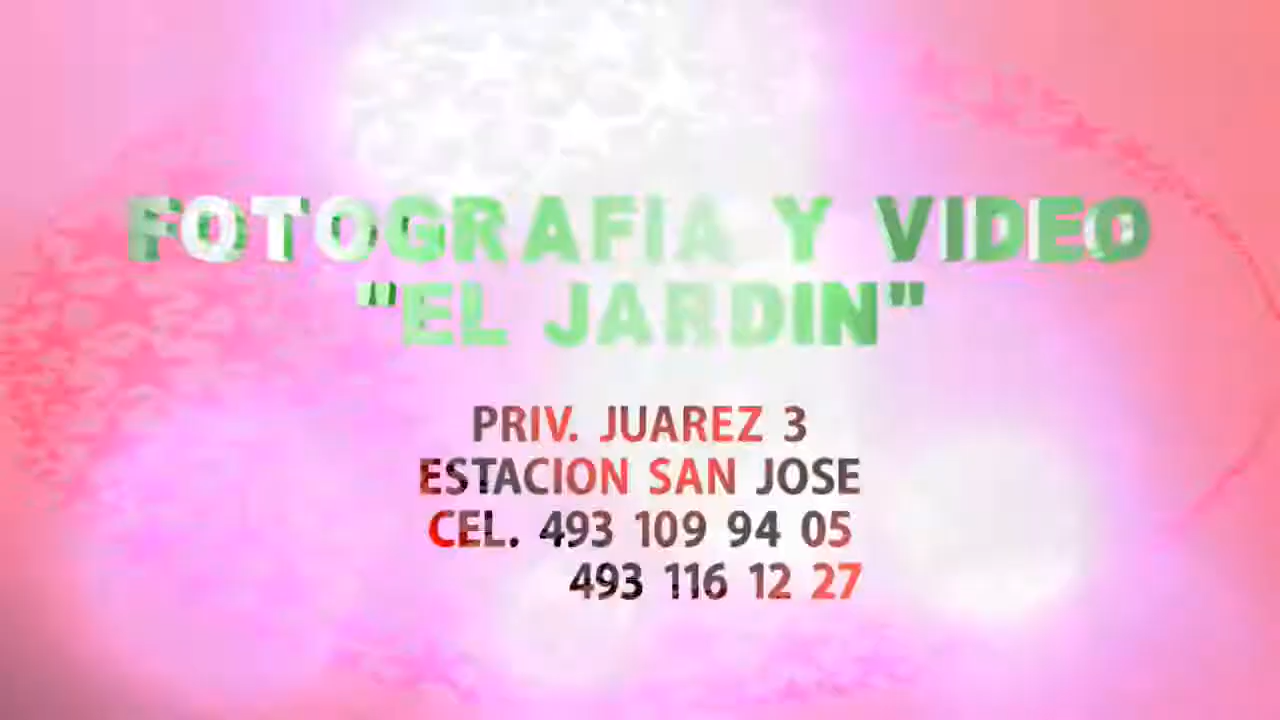 FOTOGRAFIA Y VIDEO
"EL JARDIN"
PRIV. JUAREZ 3
ESTACION SAN JOSE
CEL. 493 109 94 05
493 116 12 27